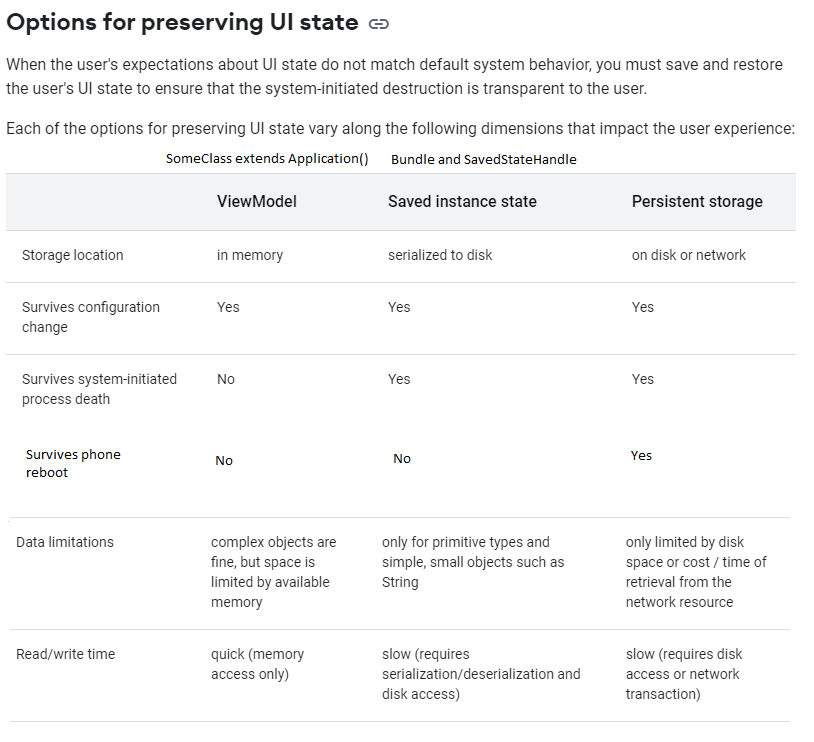 Options for preserving UI state
When the user's expectations about UI state do not match default system behavior, you must save and restore
the user's UI state to ensure that the system-initiated destruction is transparent to the user.
Each of the options for preserving UI state vary along the following dimensions that impact the user experience:
SomeClass extends Application() Bundle and SavedStateHandle
ViewModel Saved instance state Persistent storage
Storage location in memory serialized to disk on disk or network
Survives configuration Yes Yes Yes
change
Survives system-initiated No Yes Yes
process death
Survives phone No No Yes
reboot
Data limitations complex objects are only for primitive types and only limited by disk
fine, but space is simple, small objects such as space or cost / time of
limited by available String retrieval from the
memory network resource
Read/write time quick (memory slow (requires slow (requires disk
access only) serialization/deserialization and access or network
disk access) transaction)